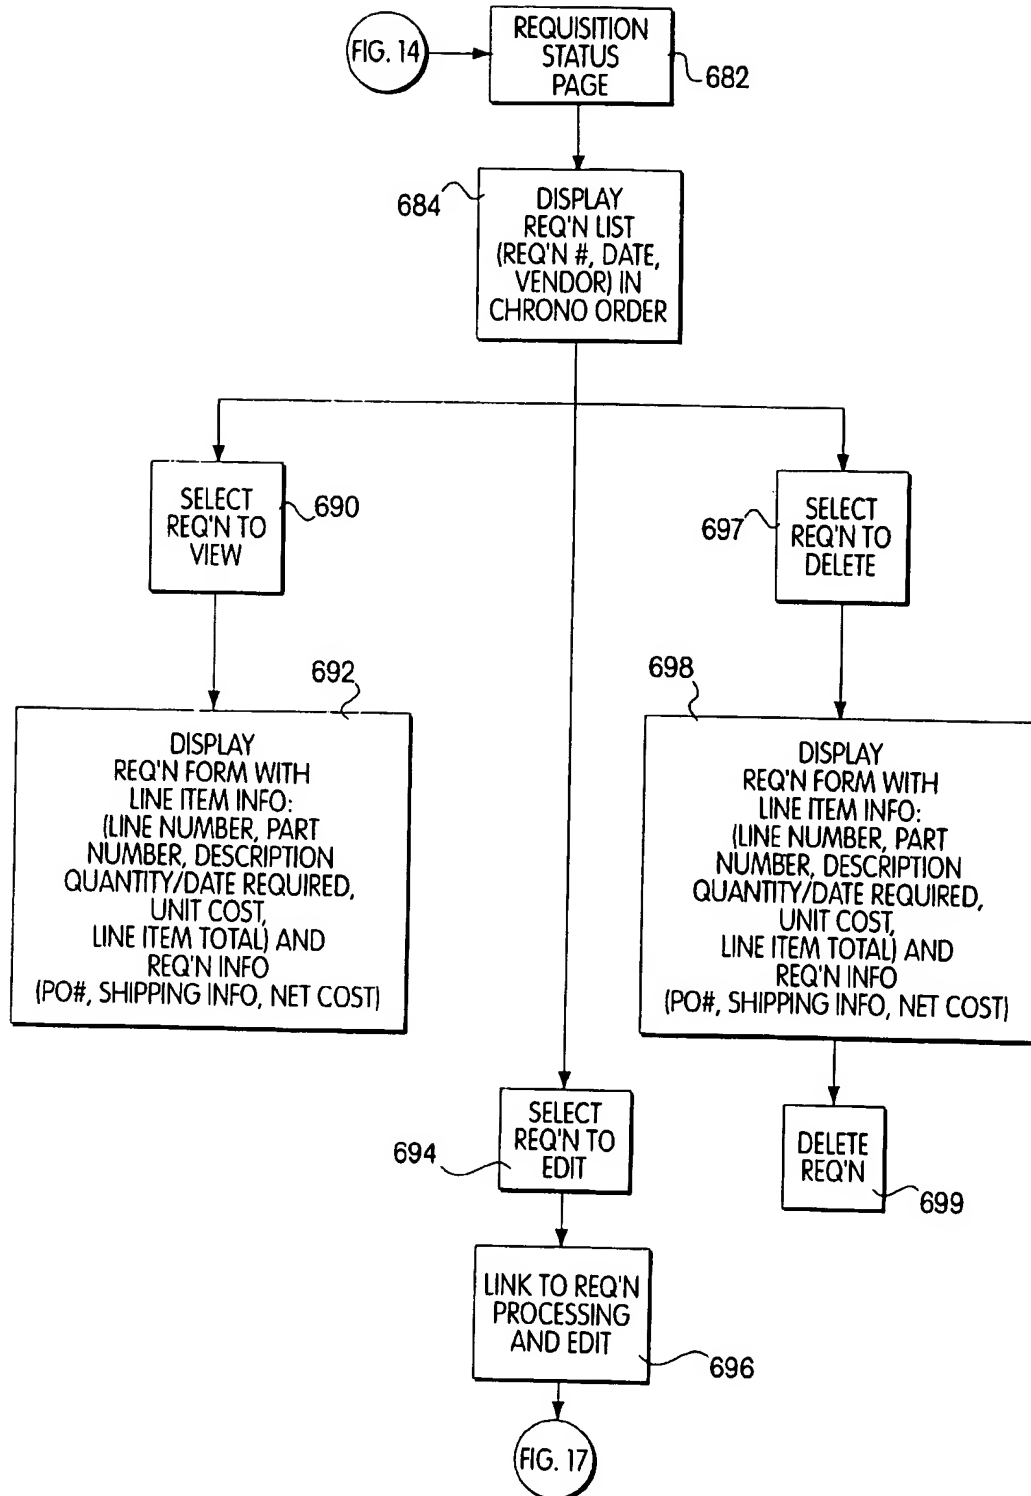 FIG. 14
REQUISITION
STATUS
PAGE
682
684
DISPLAY
REQ'N LIST
(REQ'N #, DATE,
VENDOR) IN
CHRONO ORDER
SELECT
REQ'N TO
VIEW
690
697
SELECT
REQ'N TO
DELETE
692
DISPLAY
REQ'N FORM WITH
LINE ITEM INFO:
(LINE NUMBER, PART
NUMBER, DESCRIPTION
QUANTITY/DATE REQUIRED,
UNIT COST,
LINE ITEM TOTAL) AND
REQ'N INFO
(PO#, SHIPPING INFO, NET COST)
698
DISPLAY
REQ'N FORM WITH
LINE ITEM INFO:
(LINE NUMBER, PART
NUMBER, DESCRIPTION
QUANTITY/DATE REQUIRED,
UNIT COST,
LINE ITEM TOTAL) AND
REQ'N INFO
(PO#, SHIPPING INFO, NET COST)
694
SELECT
REQ'N TO
EDIT
DELETE
REQ'N
699
LINK TO REQ'N
PROCESSING
AND EDIT
696
FIG. 17